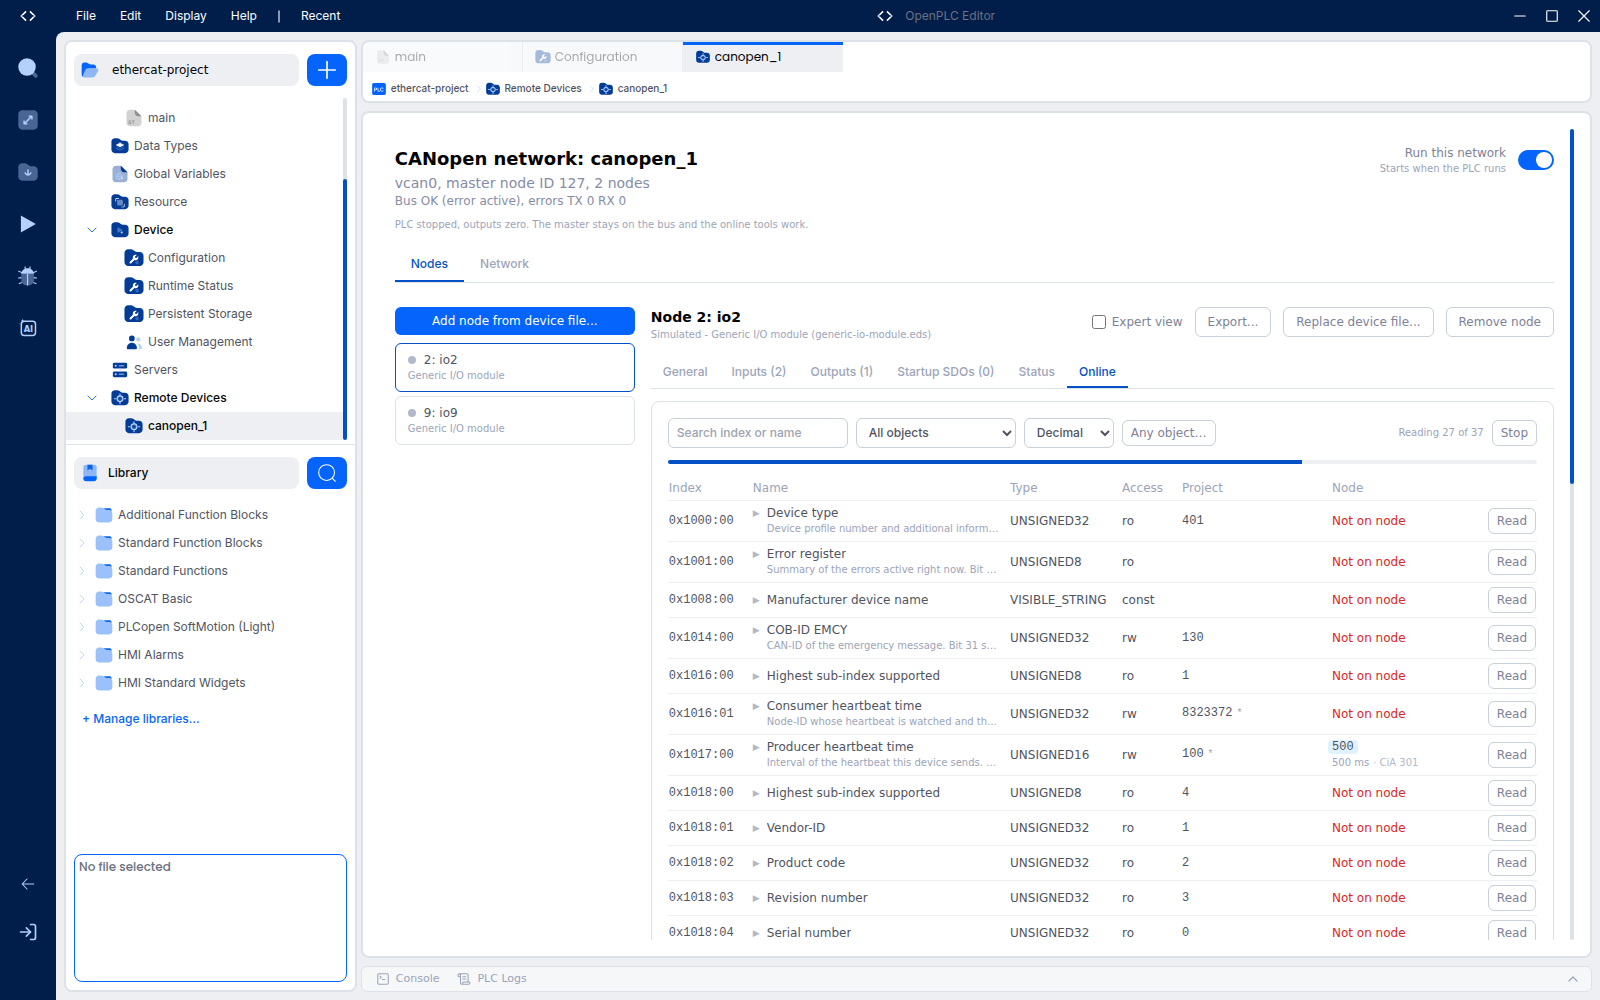 File Edit Display Help | Recent
OpenPLC Editor
ethercat-project
main
Data Types
Global Variables
Resource
Device
Configuration
Runtime Status
Persistent Storage
User Management
Servers
Remote Devices
canopen_1
Library
Additional Function Blocks
Standard Function Blocks
Standard Functions
OSCAT Basic
PLCopen SoftMotion (Light)
HMI Alarms
HMI Standard Widgets
+ Manage libraries...
No file selected
AI
main Configuration canopen_1
PLC ethercat-project Remote Devices canopen_1
CANopen network: canopen_1
vcan0, master node ID 127, 2 nodes
Bus OK (error active), errors TX 0 RX 0
PLC stopped, outputs zero. The master stays on the bus and the online tools work.
Run this network
Starts when the PLC runs
Nodes Network
Add node from device file...
2: io2
Generic I/O module
9: io9
Generic I/O module
Node 2: io2
Simulated - Generic I/O module (generic-io-module.eds)
Expert view Export... Replace device file... Remove node
General Inputs (2) Outputs (1) Startup SDOs (0) Status Online
Search index or name All objects Decimal Any object... Reading 27 of 37 Stop
Index Name Type Access Project Node
0x1000:00 ▶ Device type UNSIGNED32 ro 401 Not on node Read
Device profile number and additional inform...
0x1001:00 ▶ Error register UNSIGNED8 ro Not on node Read
Summary of the errors active right now. Bit ...
0x1008:00 ▶ Manufacturer device name VISIBLE_STRING const Not on node Read
0x1014:00 ▶ COB-ID EMCY UNSIGNED32 rw 130 Not on node Read
CAN-ID of the emergency message. Bit 31 s...
0x1016:00 ▶ Highest sub-index supported UNSIGNED8 ro 1 Not on node Read
0x1016:01 ▶ Consumer heartbeat time UNSIGNED32 rw 8323372 * Not on node Read
Node-ID whose heartbeat is watched and th...
0x1017:00 ▶ Producer heartbeat time UNSIGNED16 rw 100 * 500 Read
Interval of the heartbeat this device sends. ... 500 ms · CiA 301
0x1018:00 ▶ Highest sub-index supported UNSIGNED8 ro 4 Not on node Read
0x1018:01 ▶ Vendor-ID UNSIGNED32 ro 1 Not on node Read
0x1018:02 ▶ Product code UNSIGNED32 ro 2 Not on node Read
0x1018:03 ▶ Revision number UNSIGNED32 ro 3 Not on node Read
0x1018:04 ▶ Serial number UNSIGNED32 ro 0 Not on node Read
Console PLC Logs